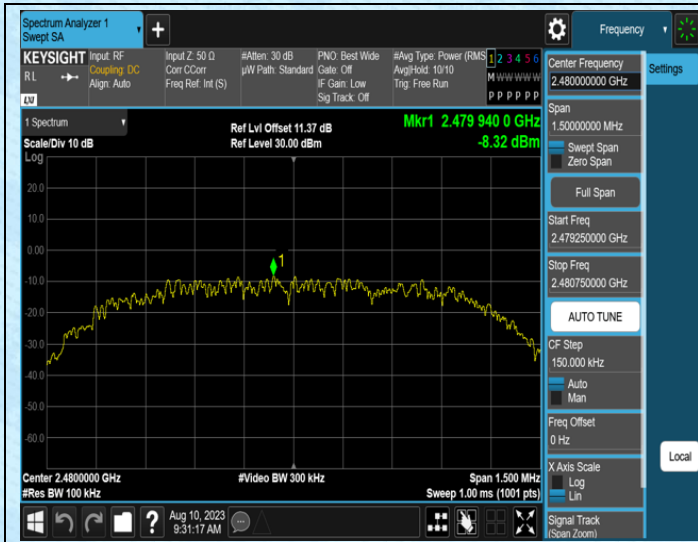 Spectrum Analyzer 1
Swept SA
Frequency
KEYSIGHT
RL
LXI
Input: RF
Coupling: DC
Align: Auto
Input Z: 50 Ω
Corr CCorr
Freq Ref: Int (S)
#Atten: 30 dB
µW Path: Standard
PNO: Best Wide
Gate: Off
IF Gain: Low
Sig Track: Off
#Avg Type: Power (RMS
Avg|Hold: 10/10
Trig: Free Run
1 2 3 4 5 6
M W W W W W
P P P P P P
1 Spectrum
Scale/Div 10 dB
Ref Lvl Offset 11.37 dB
Ref Level 30.00 dBm
Mkr1 2.479 940 0 GHz
-8.32 dBm
Log
20.0
10.0
0.00
-10.0
-20.0
-30.0
-40.0
-50.0
-60.0
1
Center 2.4800000 GHz
#Res BW 100 kHz
#Video BW 300 kHz
Span 1.500 MHz
Sweep 1.00 ms (1001 pts)
Center Frequency
2.480000000 GHz
Span
1.50000000 MHz
Swept Span
Zero Span
Full Span
Start Freq
2.479250000 GHz
Stop Freq
2.480750000 GHz
AUTO TUNE
CF Step
150.000 kHz
Auto
Man
Freq Offset
0 Hz
X Axis Scale
Log
Lin
Signal Track
(Span Zoom)
Settings
Local
Aug 10, 2023
9:31:17 AM